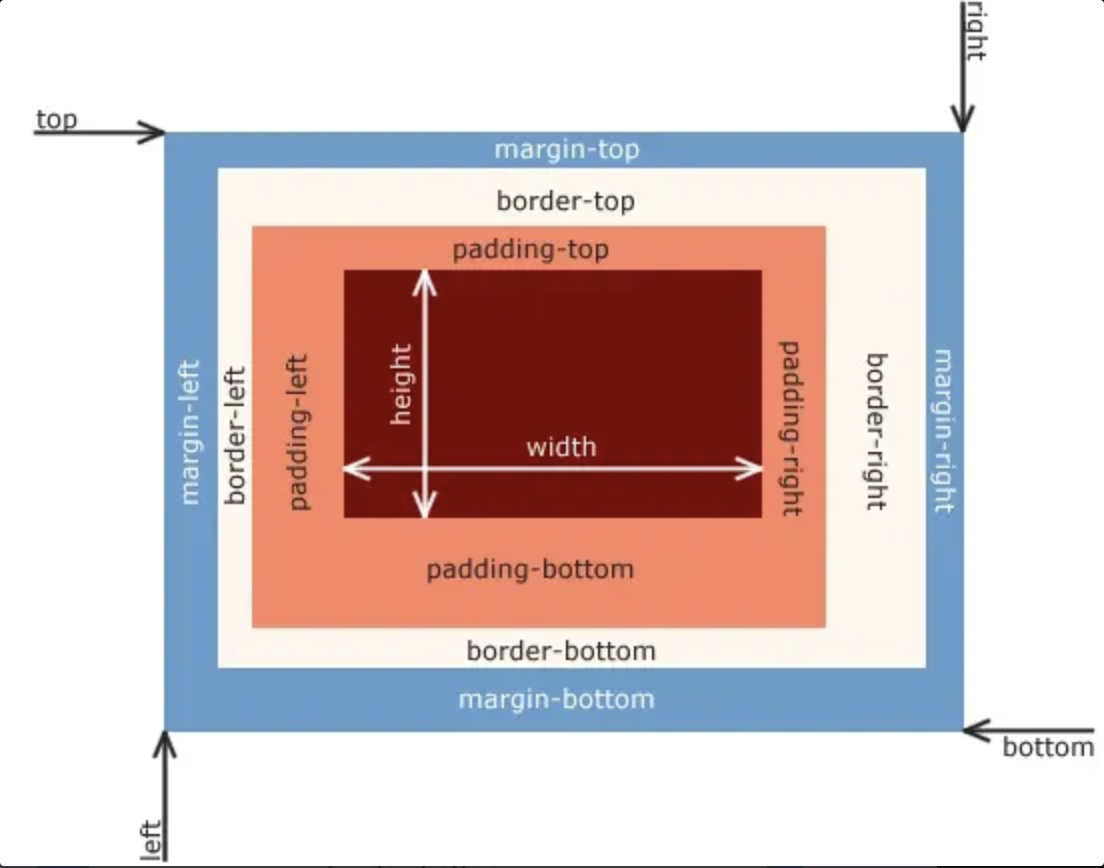 right
top
margin-top
border-top
padding-top
margin-left
border-left
padding-left
height
width
padding-right
border-right
margin-right
padding-bottom
border-bottom
margin-bottom
bottom
left